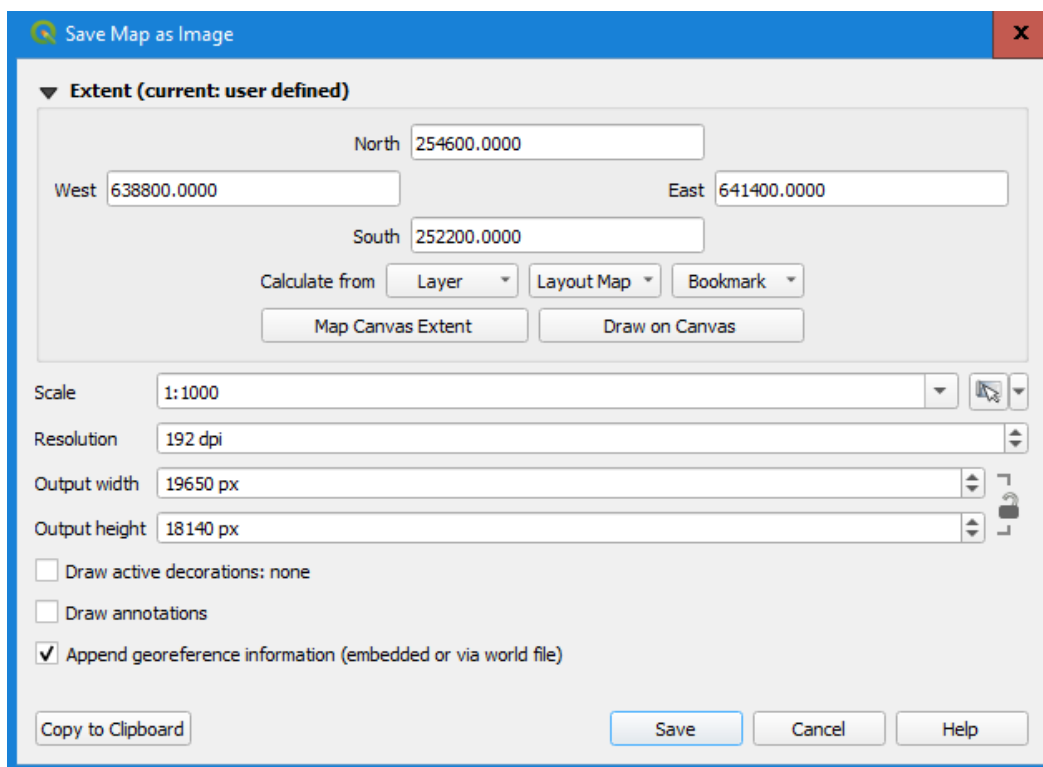 Save Map as Image
x
Extent (current: user defined)
North 254600.0000
West 638800.0000 East 641400.0000
South 252200.0000
Calculate from Layer Layout Map Bookmark
Map Canvas Extent Draw on Canvas
Scale 1:1000
Resolution 192 dpi
Output width 19650 px
Output height 18140 px
Draw active decorations: none
Draw annotations
Append georeference information (embedded or via world file)
Copy to Clipboard Save Cancel Help